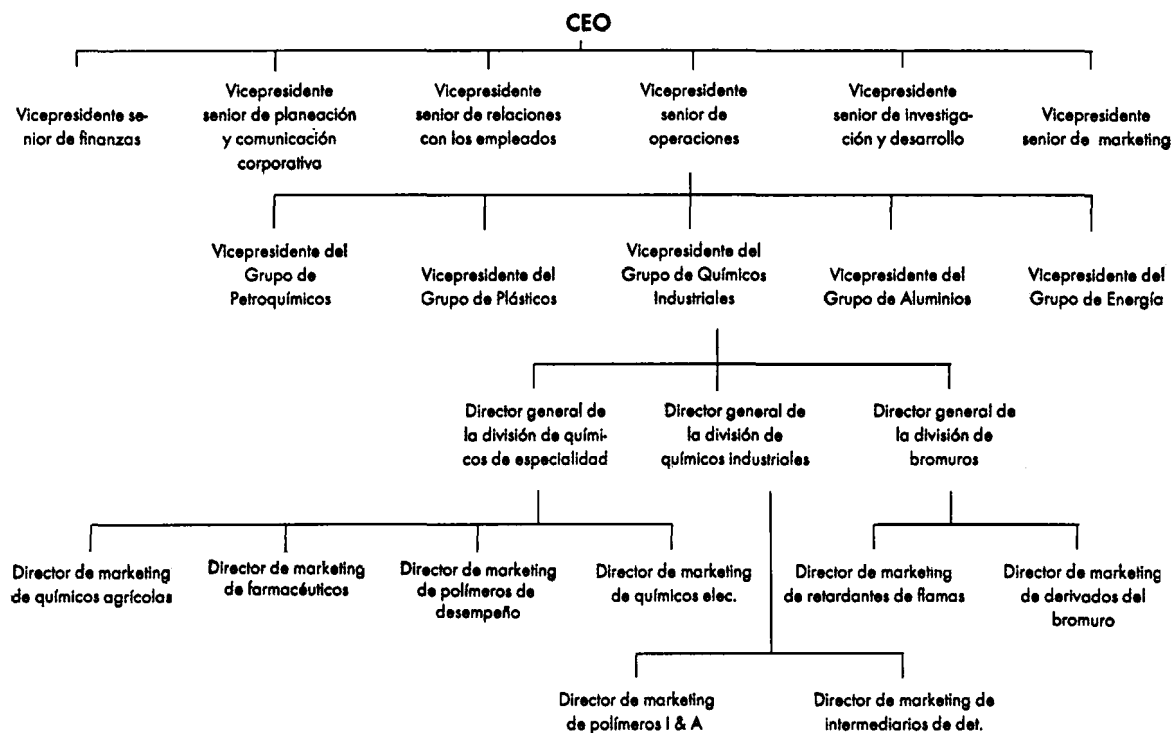 CEO
Vicepresidente se-
nior de finanzas
Vicepresidente
senior de planeación
y comunicación
corporativa
Vicepresidente
senior de relaciones
con los empleados
Vicepresidente
senior de
operaciones
Vicepresidente
senior de investiga-
ción y desarrollo
Vicepresidente
senior de marketing
Vicepresidente del
Grupo de
Petroquímicos
Vicepresidente del
Grupo de Plásticos
Vicepresidente del
Grupo de Químicos
Industriales
Vicepresidente del
Grupo de Aluminios
Vicepresidente del
Grupo de Energía
Director general de
la división de quími-
cos de especialidad
Director general de
la división de
químicos industriales
Director general de
la división de
bromuros
Director de marketing
de químicos agrícolas
Director de marketing
de farmacéuticos
Director de marketing
de polímeros de
desempeño
Director de marketing
de químicos elec.
Director de marketing
de retardantes de flamas
Director de marketing
de derivados del
bromuro
Director de marketing
de polímeros I & A
Director de marketing de
intermediarios de det.